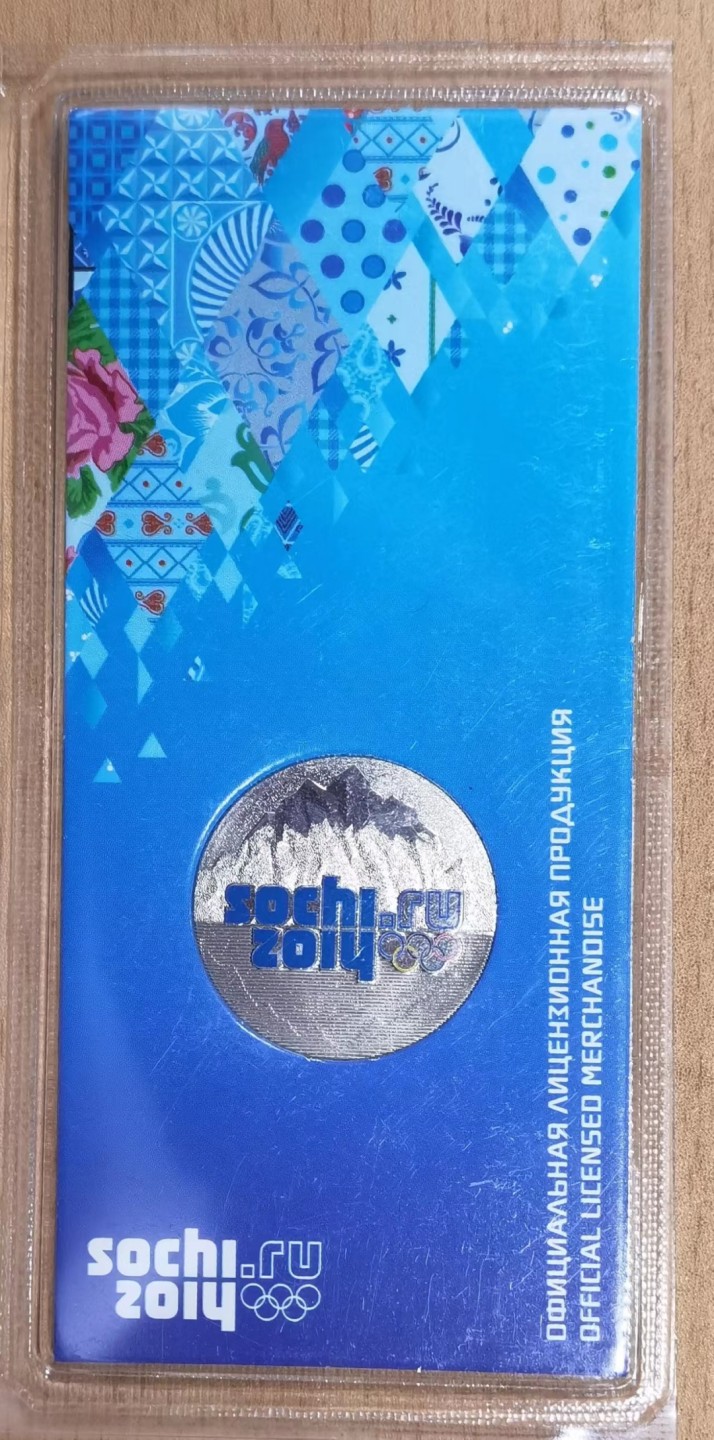 sochi.ru
2014
ОФИЦИАЛЬНАЯ ЛИЦЕНЗИОННАЯ ПРОДУКЦИЯ
OFFICIAL LICENSED MERCHANDISE
sochi.ru
2014